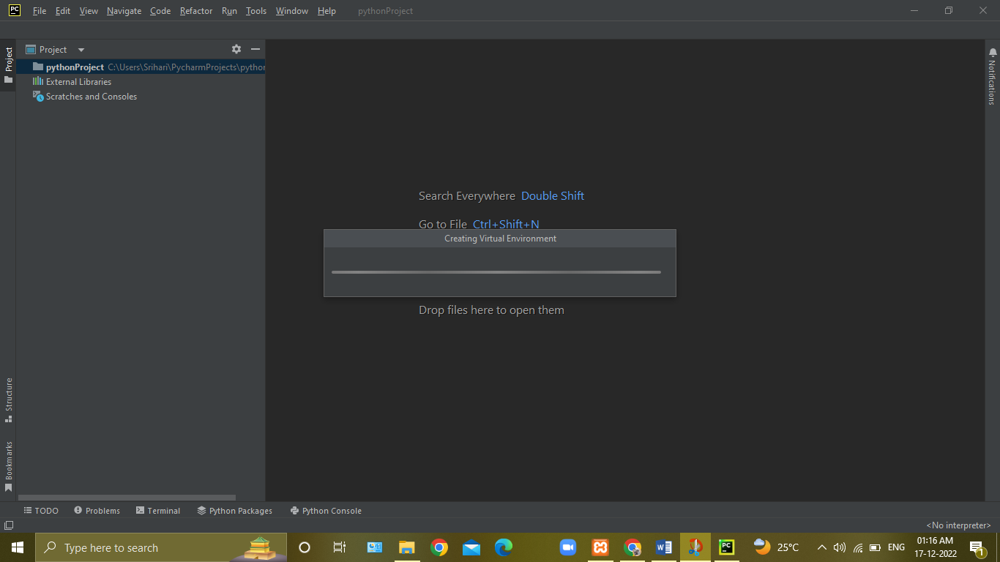 PC File Edit View Navigate Code Refactor Run Tools Window Help pythonProject
Project
Project
pythonProject C:\Users\Srihari\PycharmProjects\python
External Libraries
Scratches and Consoles
Notifications
Search Everywhere Double Shift
Go to File Ctrl+Shift+N
Creating Virtual Environment
Drop files here to open them
Structure
Bookmarks
TODO Problems Terminal Python Packages Python Console
<No interpreter>
Type here to search
W
PC
25°C
ENG
01:16 AM
17-12-2022
1